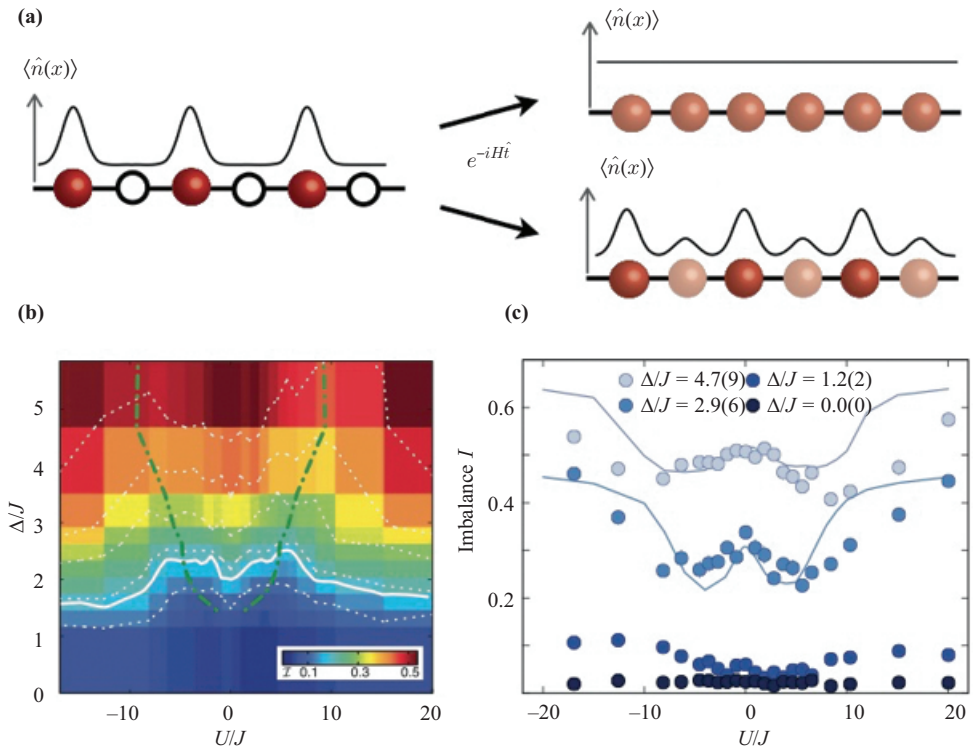 (a)
⟨n̂(x)⟩
⟨n̂(x)⟩
e^{-iHt̂}
⟨n̂(x)⟩
(b)
(c)
Δ/J
5
4
3
2
1
0
–10
0
10
20
U/J
I 0.1 0.3 0.5
Imbalance I
0.6
0.4
0.2
Δ/J = 4.7(9) Δ/J = 1.2(2)
Δ/J = 2.9(6) Δ/J = 0.0(0)
–20
–10
0
10
20
U/J